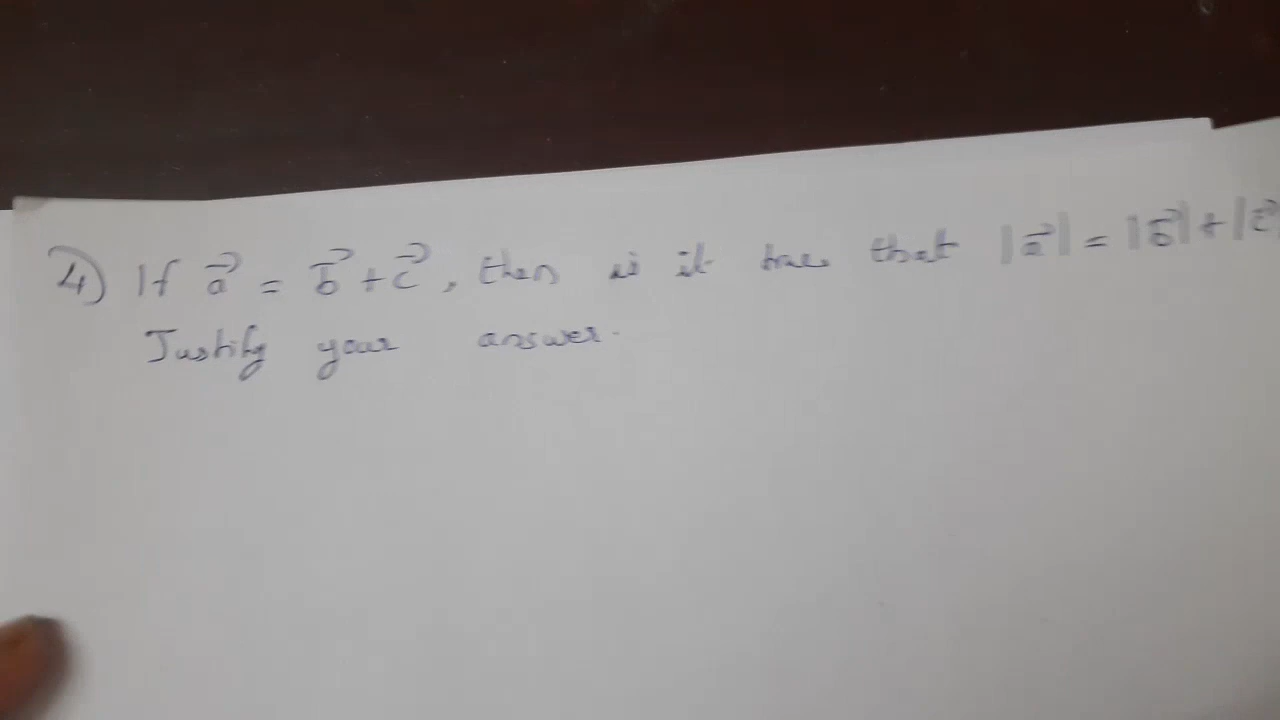 4) If a⃗ = b⃗ + c⃗, then is it true that |a⃗| = |b⃗| + |c⃗
Justify your answer.